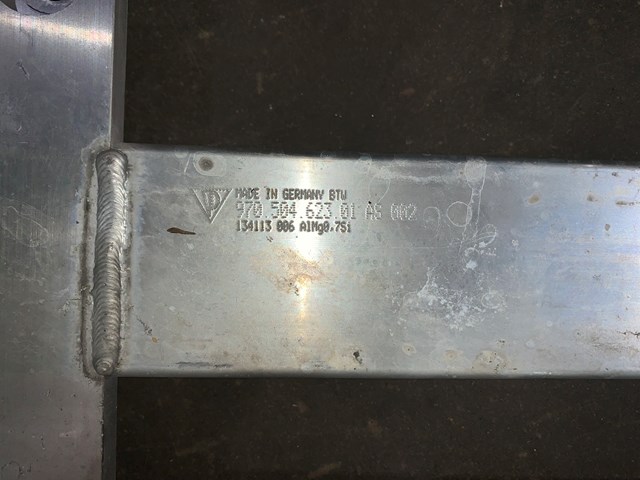 MADE IN GERMANY BTW
970.504.623.01 AS 002
134113 006 AlMg0,7Si